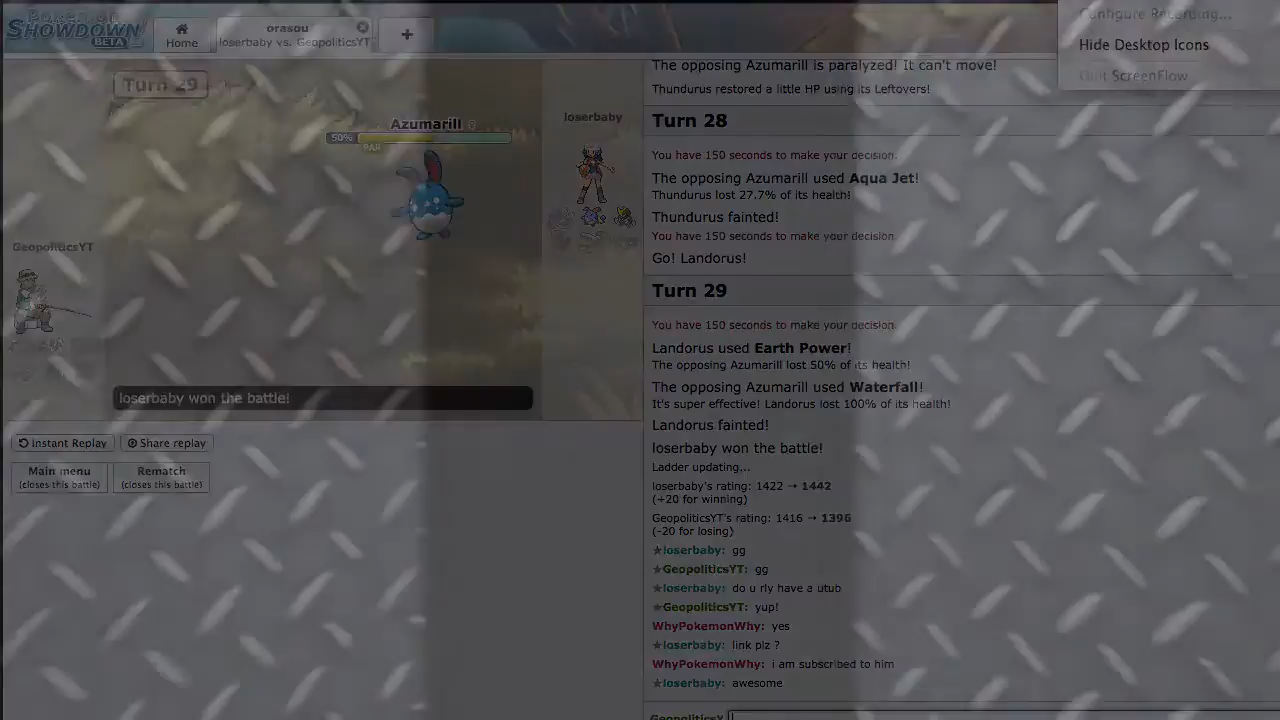 Pokémon
SHOWDOWN!
BETA
Home
orasou
loserbaby vs. GeopoliticsYT
Configure Recording...
Hide Desktop Icons
Quit ScreenFlow
Turn 29
Azumarill
50%
PAR
loserbaby
GeopoliticsYT
loserbaby won the battle!
Instant Replay
Share replay
Main menu
(closes this battle)
Rematch
(closes this battle)
The opposing Azumarill is paralyzed! It can't move!
Thundurus restored a little HP using its Leftovers!
Turn 28
You have 150 seconds to make your decision.
The opposing Azumarill used Aqua Jet!
Thundurus lost 27.7% of its health!
Thundurus fainted!
You have 150 seconds to make your decision.
Go! Landorus!
Turn 29
You have 150 seconds to make your decision.
Landorus used Earth Power!
The opposing Azumarill lost 50% of its health!
The opposing Azumarill used Waterfall!
It's super effective! Landorus lost 100% of its health!
Landorus fainted!
loserbaby won the battle!
Ladder updating...
loserbaby's rating: 1422 → 1442
(+20 for winning)
GeopoliticsYT's rating: 1416 → 1396
(-20 for losing)
★loserbaby: gg
★GeopoliticsYT: gg
★loserbaby: do u rly have a utub
★GeopoliticsYT: yup!
WhyPokemonWhy: yes
★loserbaby: link plz ?
WhyPokemonWhy: i am subscribed to him
★loserbaby: awesome